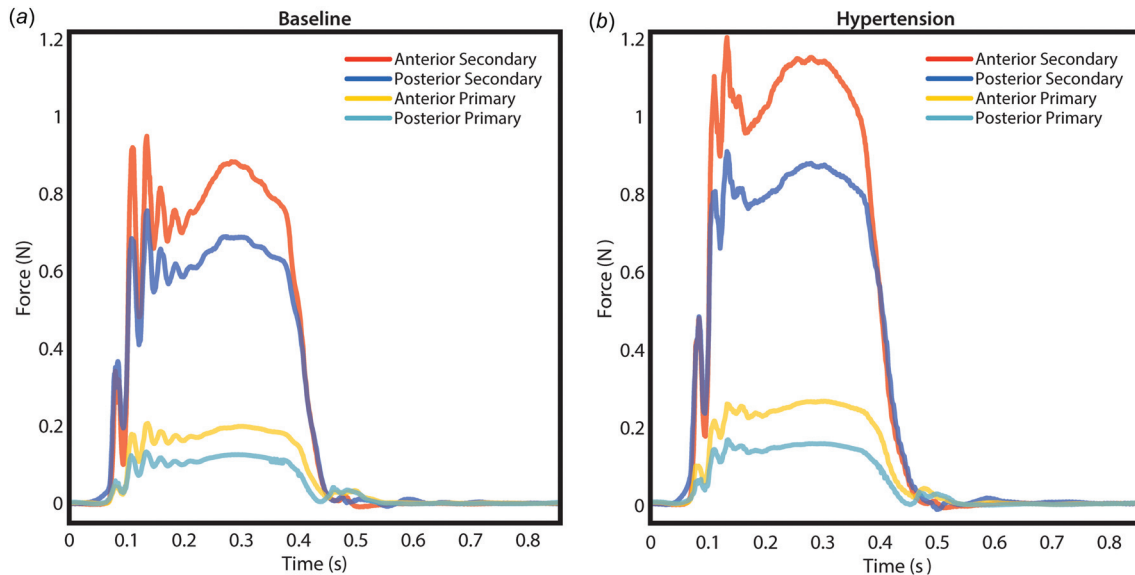 (a)
Baseline
1.2
1
0.8
0.6
0.4
0.2
0
Force (N)
Anterior Secondary
Posterior Secondary
Anterior Primary
Posterior Primary
0 0.1 0.2 0.3 0.4 0.5 0.6 0.7 0.8
Time (s)
(b)
Hypertension
1.2
1
0.8
0.6
0.4
0.2
0
Force (N)
Anterior Secondary
Posterior Secondary
Anterior Primary
Posterior Primary
0 0.1 0.2 0.3 0.4 0.5 0.6 0.7 0.8
Time (s)